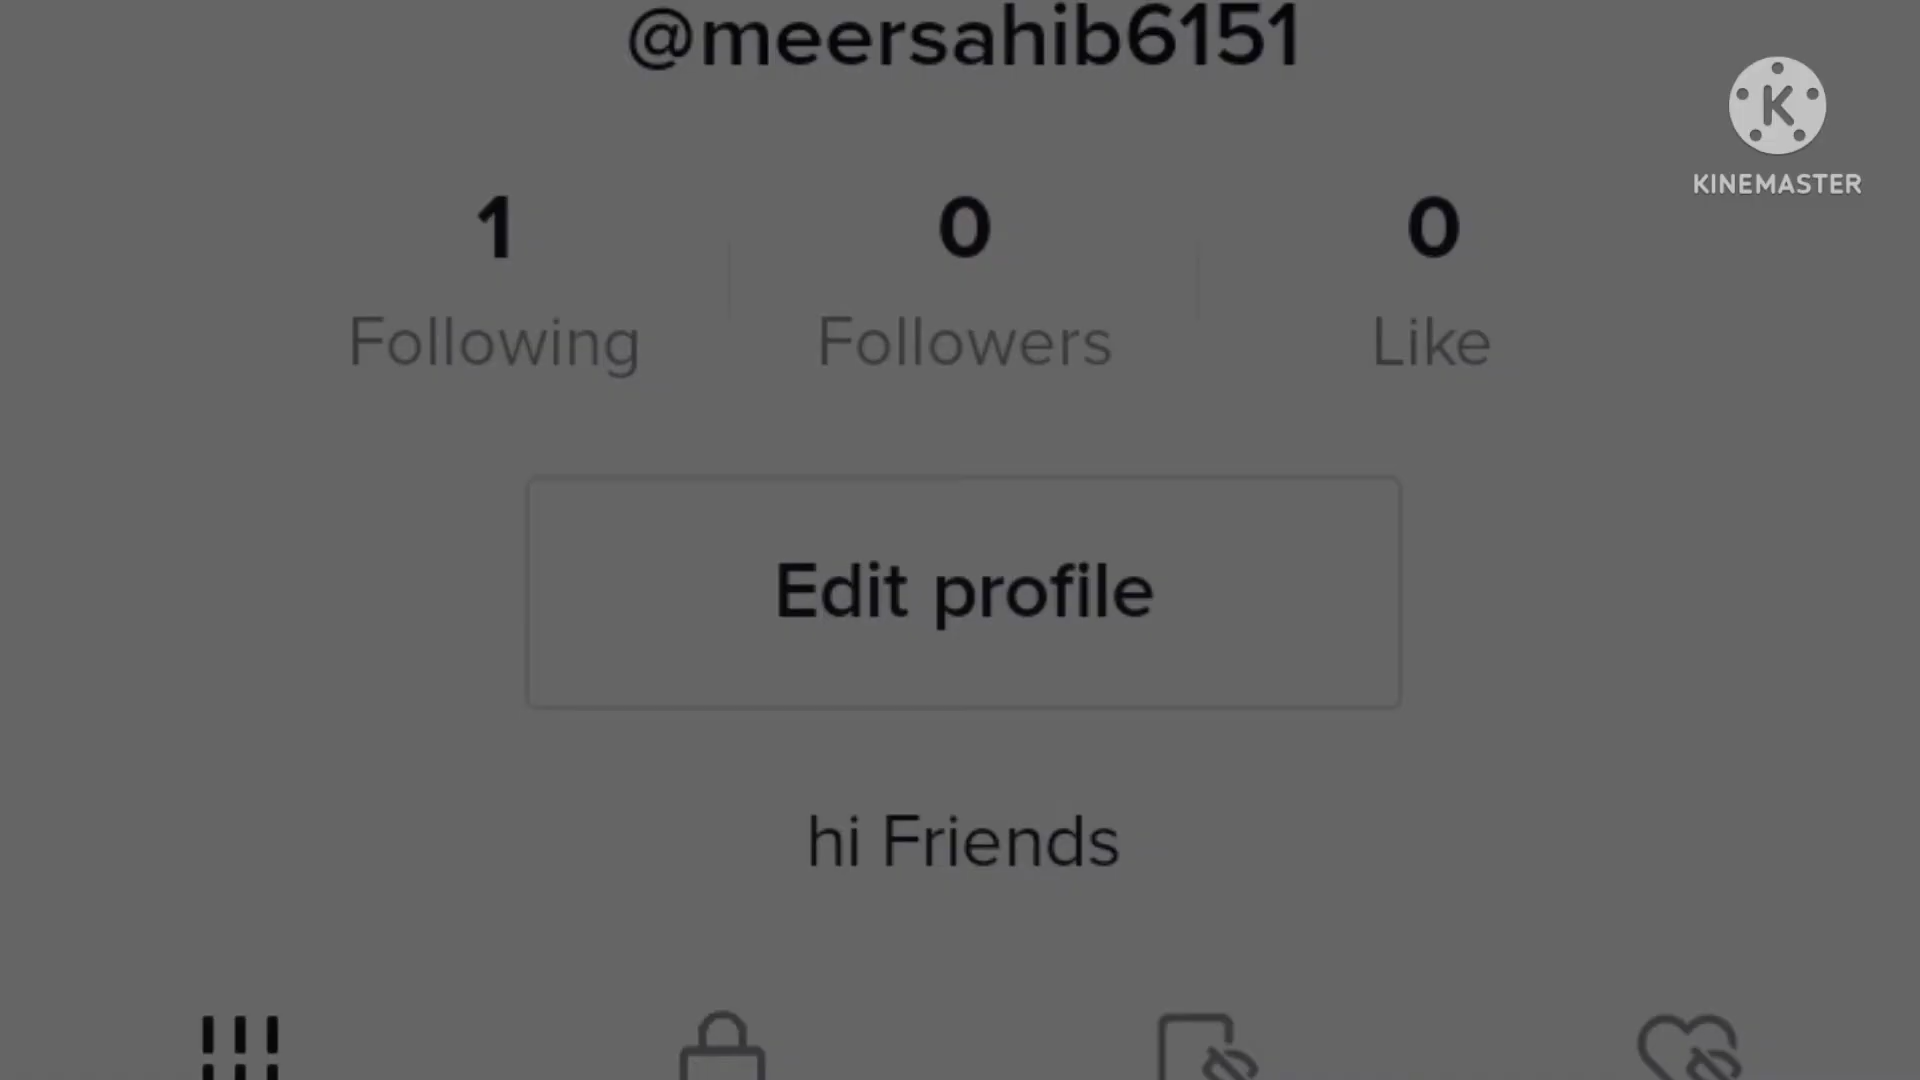 @meersahib6151
K
KINEMASTER
1 0 0
Following Followers Like
Edit profile
hi Friends